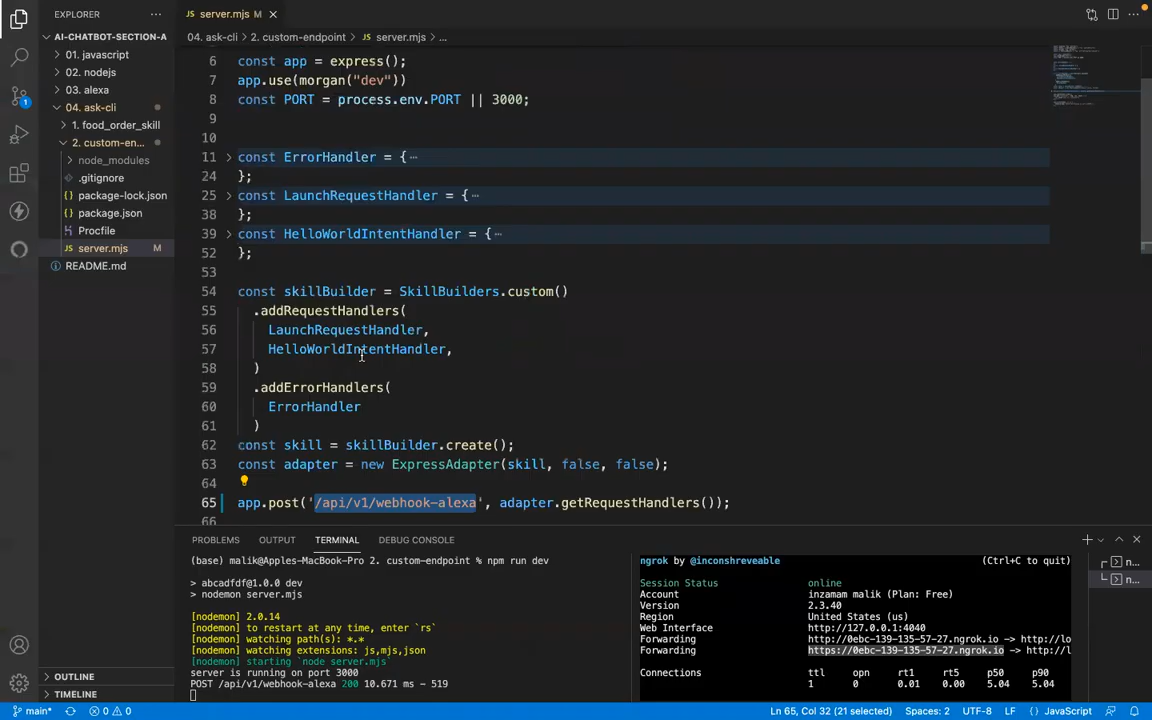 EXPLORER
server.mjs M
AI-CHATBOT-SECTION-A
04. ask-cli > 2. custom-endpoint > JS server.mjs > ...
01. javascript
02. nodejs
03. alexa
04. ask-cli
1. food_order_skill
2. custom-en...
node_modules
.gitignore
package-lock.json
package.json
Procfile
JS server.mjs M
README.md
6 const app = express();
7 app.use(morgan("dev"))
8 const PORT = process.env.PORT || 3000;
9
10
11 const ErrorHandler = {···
24 };
25 const LaunchRequestHandler = {···
38 };
39 const HelloWorldIntentHandler = {···
52 };
53
54 const skillBuilder = SkillBuilders.custom()
55 .addRequestHandlers(
56 LaunchRequestHandler,
57 HelloWorldIntentHandler,
58 )
59 .addErrorHandlers(
60 ErrorHandler
61 )
62 const skill = skillBuilder.create();
63 const adapter = new ExpressAdapter(skill, false, false);
64
65 app.post('/api/v1/webhook-alexa', adapter.getRequestHandlers());
66
PROBLEMS OUTPUT TERMINAL DEBUG CONSOLE
(base) malik@Apples-MacBook-Pro 2. custom-endpoint % npm run dev
> abcadfdf@1.0.0 dev
> nodemon server.mjs
[nodemon] 2.0.14
[nodemon] to restart at any time, enter `rs`
[nodemon] watching path(s): *.*
[nodemon] watching extensions: js,mjs,json
[nodemon] starting `node server.mjs`
server is running on port 3000
POST /api/v1/webhook-alexa 200 10.671 ms - 519
ngrok by @inconshreveable (Ctrl+C to quit)
Session Status online
Account inzamam malik (Plan: Free)
Version 2.3.40
Region United States (us)
Web Interface http://127.0.0.1:4040
Forwarding http://0ebc-139-135-57-27.ngrok.io -> http://lo
Forwarding https://0ebc-139-135-57-27.ngrok.io -> http://l
Connections ttl opn rt1 rt5 p50 p90
1 0 0.01 0.00 5.04 5.04
n...
n...
OUTLINE
TIMELINE
main* 0 0 Ln 65, Col 32 (21 selected) Spaces: 2 UTF-8 LF {} JavaScript